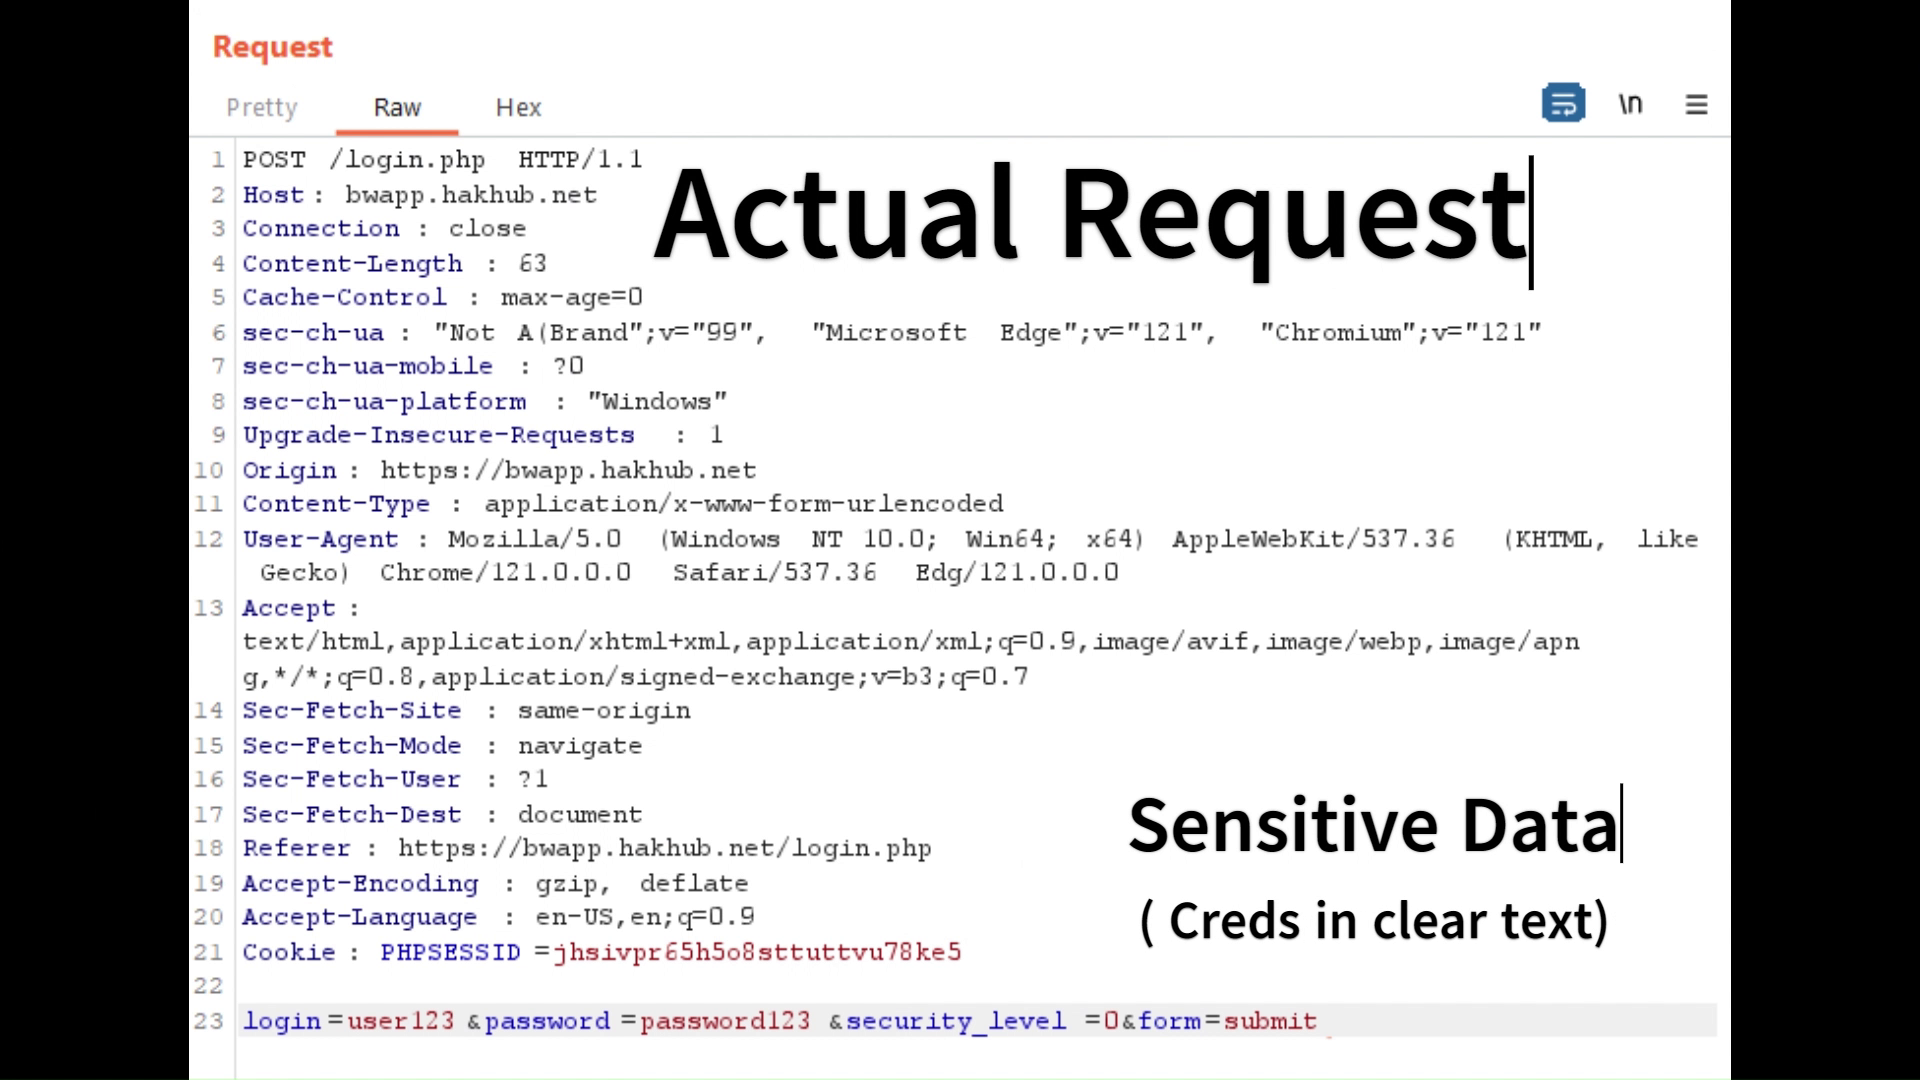 Request
Pretty Raw Hex \n
1 POST /login.php HTTP/1.1
Actual Request
2 Host : bwapp.hakhub.net
3 Connection : close
4 Content-Length : 63
5 Cache-Control : max-age=0
6 sec-ch-ua : "Not A(Brand";v="99", "Microsoft Edge";v="121", "Chromium";v="121"
7 sec-ch-ua-mobile : ?0
8 sec-ch-ua-platform : "Windows"
9 Upgrade-Insecure-Requests : 1
10 Origin : https://bwapp.hakhub.net
11 Content-Type : application/x-www-form-urlencoded
12 User-Agent : Mozilla/5.0 (Windows NT 10.0; Win64; x64) AppleWebKit/537.36 (KHTML, like
Gecko) Chrome/121.0.0.0 Safari/537.36 Edg/121.0.0.0
13 Accept :
text/html,application/xhtml+xml,application/xml;q=0.9,image/avif,image/webp,image/apn
g,*/*;q=0.8,application/signed-exchange;v=b3;q=0.7
14 Sec-Fetch-Site : same-origin
15 Sec-Fetch-Mode : navigate
16 Sec-Fetch-User : ?1
17 Sec-Fetch-Dest : document
Sensitive Data
18 Referer : https://bwapp.hakhub.net/login.php
19 Accept-Encoding : gzip, deflate
20 Accept-Language : en-US,en;q=0.9
( Creds in clear text)
21 Cookie : PHPSESSID =jhsivpr65h5o8sttuttvu78ke5
22
23 login =user123 &password =password123 &security_level =0&form=submit